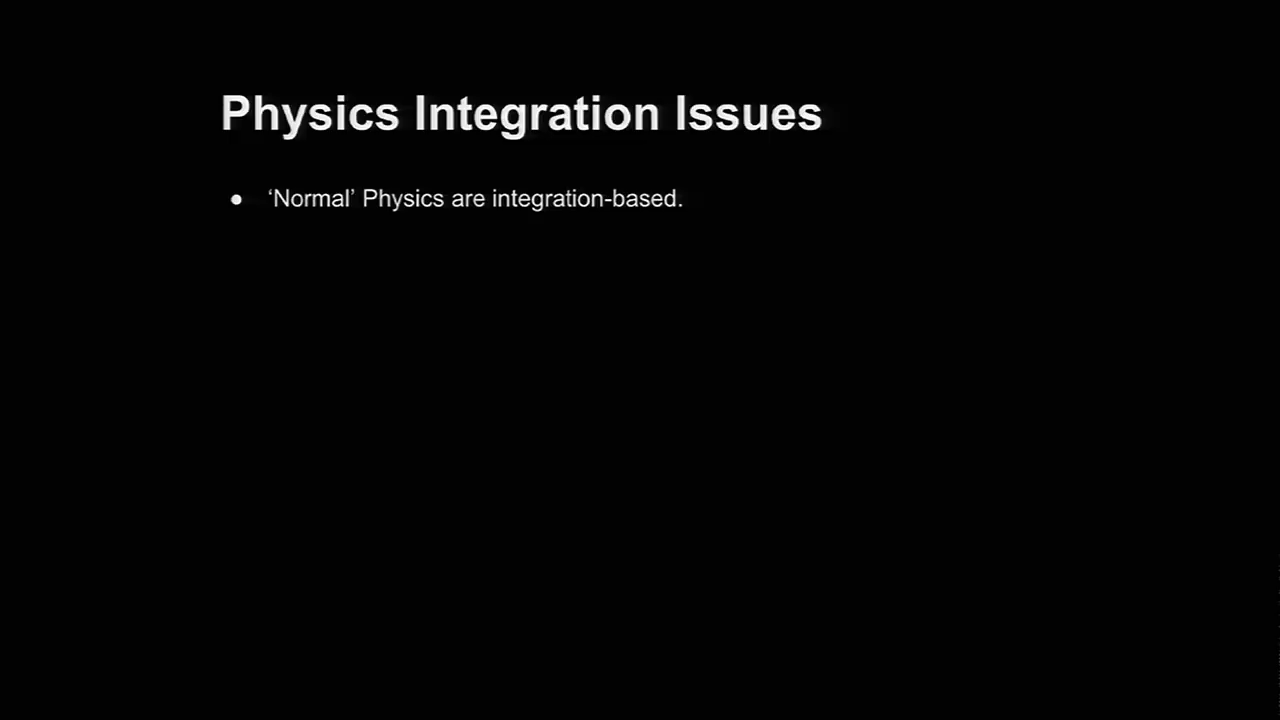 Physics Integration Issues
● ‘Normal’ Physics are integration-based.